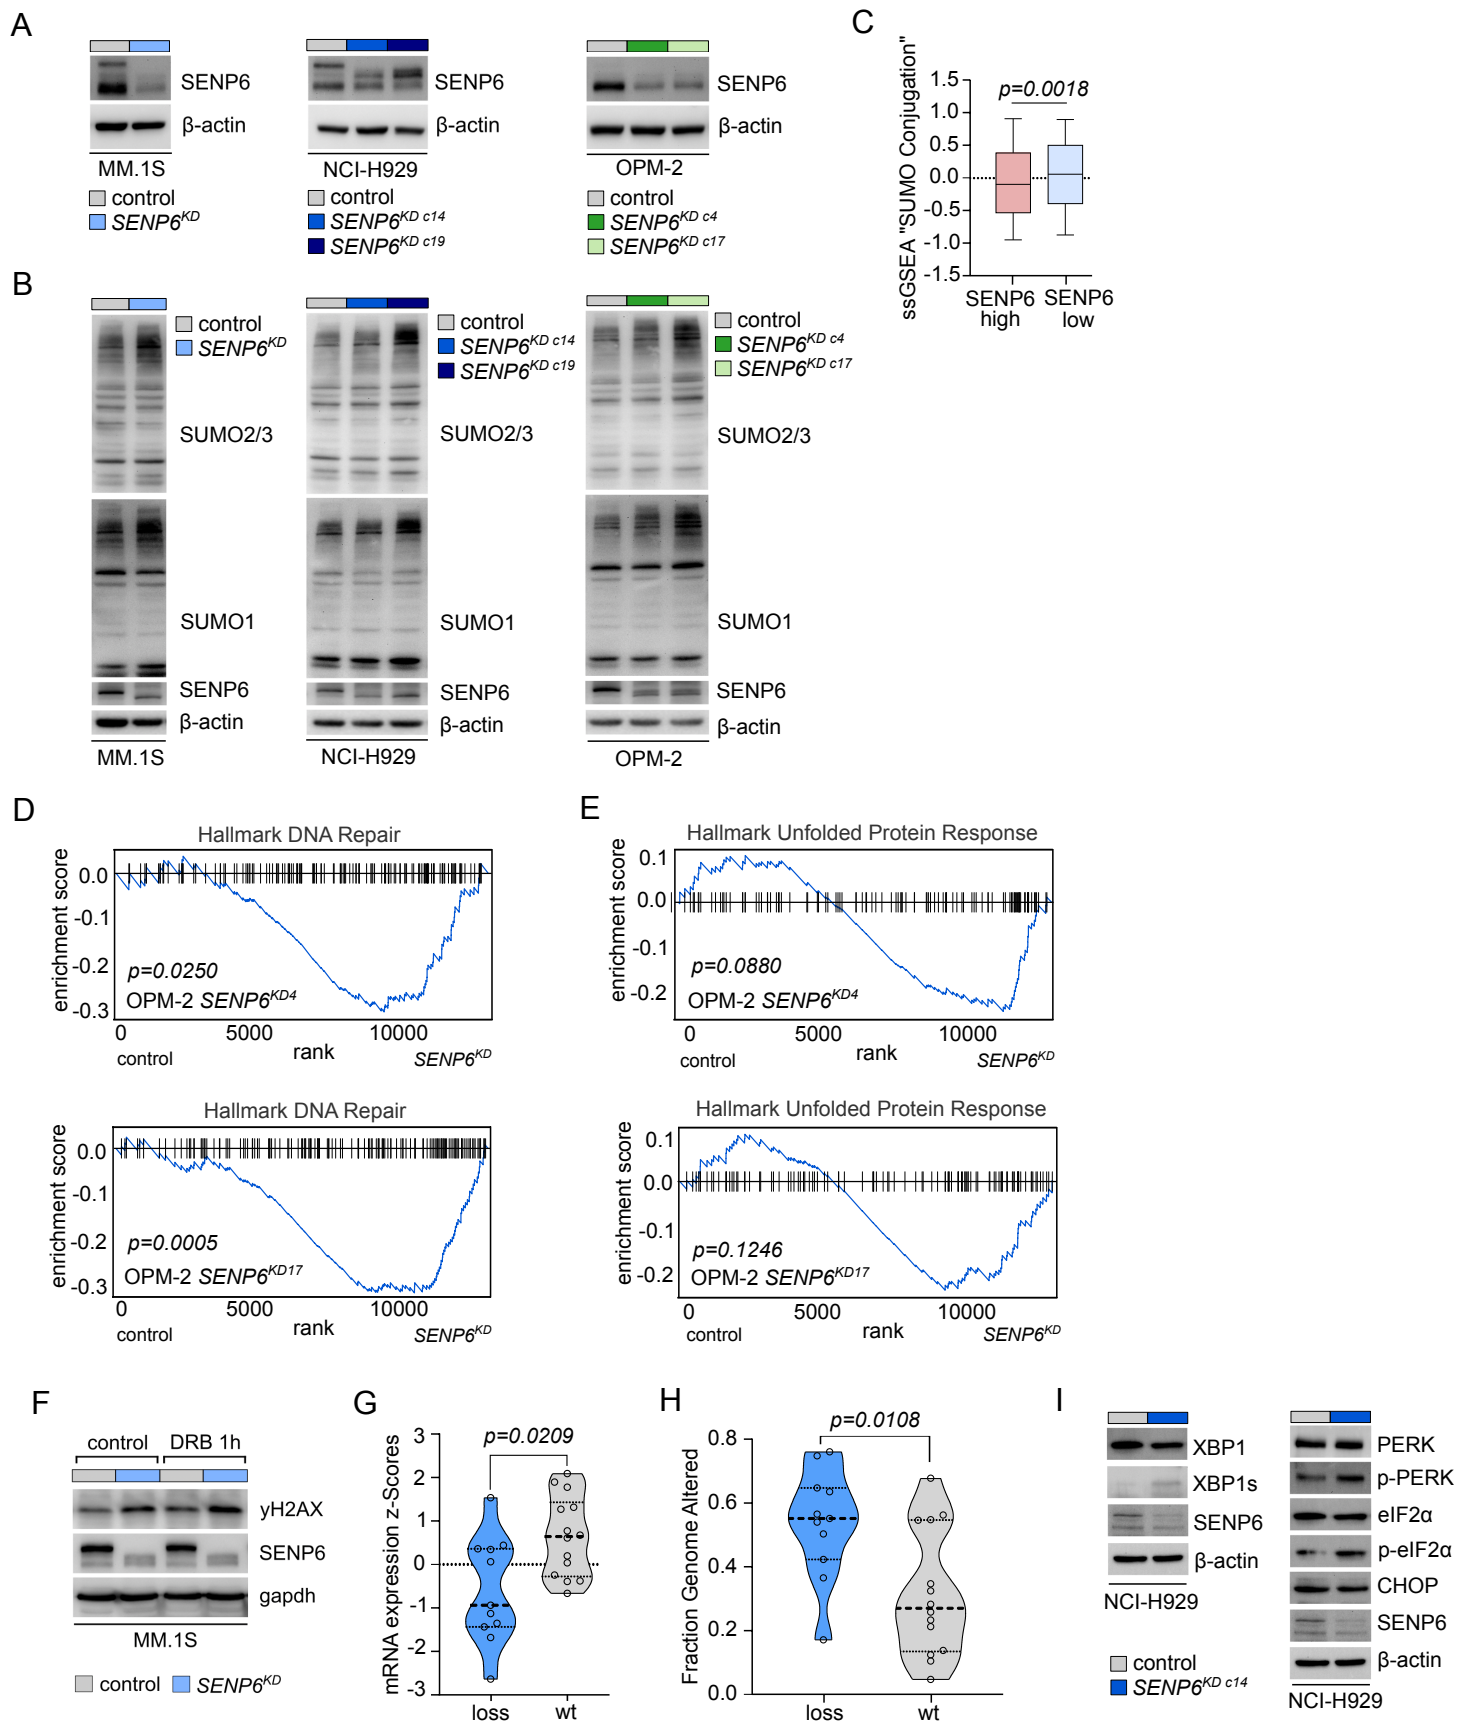 A
SENP6
β-actin
MM.1S
control
SENP6KD
SENP6
β-actin
NCI-H929
control
SENP6KD c14
SENP6KD c19
SENP6
β-actin
OPM-2
control
SENP6KD c4
SENP6KD c17
B
control
SENP6KD
SUMO2/3
SUMO1
SENP6
β-actin
MM.1S
control
SENP6KD c14
SENP6KD c19
SUMO2/3
SUMO1
SENP6
β-actin
NCI-H929
control
SENP6KD c4
SENP6KD c17
SUMO2/3
SUMO1
SENP6
β-actin
OPM-2
C
ssGSEA "SUMO Conjugation"
1.5
1.0
0.5
0.0
-0.5
-1.0
-1.5
p=0.0018
SENP6 high
SENP6 low
D
Hallmark DNA Repair
enrichment score
0.0
-0.1
-0.2
-0.3
p=0.0250
OPM-2 SENP6KD4
0 5000 10000
control rank SENP6KD
Hallmark DNA Repair
enrichment score
0.0
-0.1
-0.2
-0.3
p=0.0005
OPM-2 SENP6KD17
0 5000 10000
control rank SENP6KD
E
Hallmark Unfolded Protein Response
enrichment score
0.1
0.0
-0.1
-0.2
p=0.0880
OPM-2 SENP6KD4
0 5000 10000
control rank SENP6KD
Hallmark Unfolded Protein Response
enrichment score
0.1
0.0
-0.1
-0.2
p=0.1246
OPM-2 SENP6KD17
0 5000 10000
control rank SENP6KD
F
control DRB 1h
yH2AX
SENP6
gapdh
MM.1S
control SENP6KD
G
mRNA expression z-Scores
3
2
1
0
-1
-2
-3
p=0.0209
loss wt
H
Fraction Genome Altered
0.8
0.6
0.4
0.2
0.0
p=0.0108
loss wt
I
XBP1
XBP1s
SENP6
β-actin
NCI-H929
control
SENP6KD c14
PERK
p-PERK
eIF2α
p-eIF2α
CHOP
SENP6
β-actin
NCI-H929